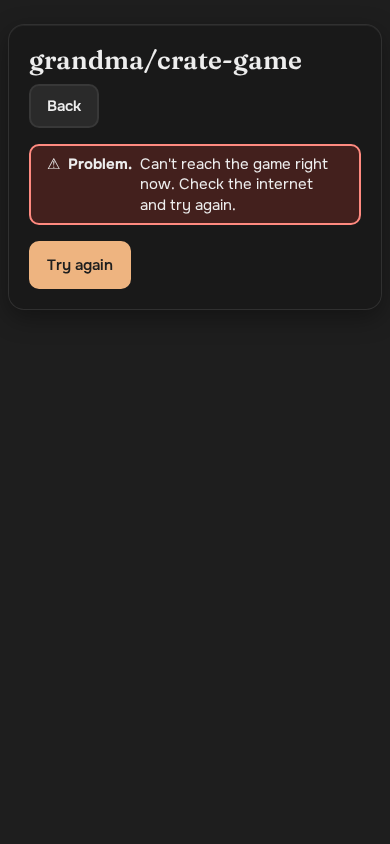 grandma/crate-game
Back
⚠ Problem. Can't reach the game right
now. Check the internet
and try again.
Try again